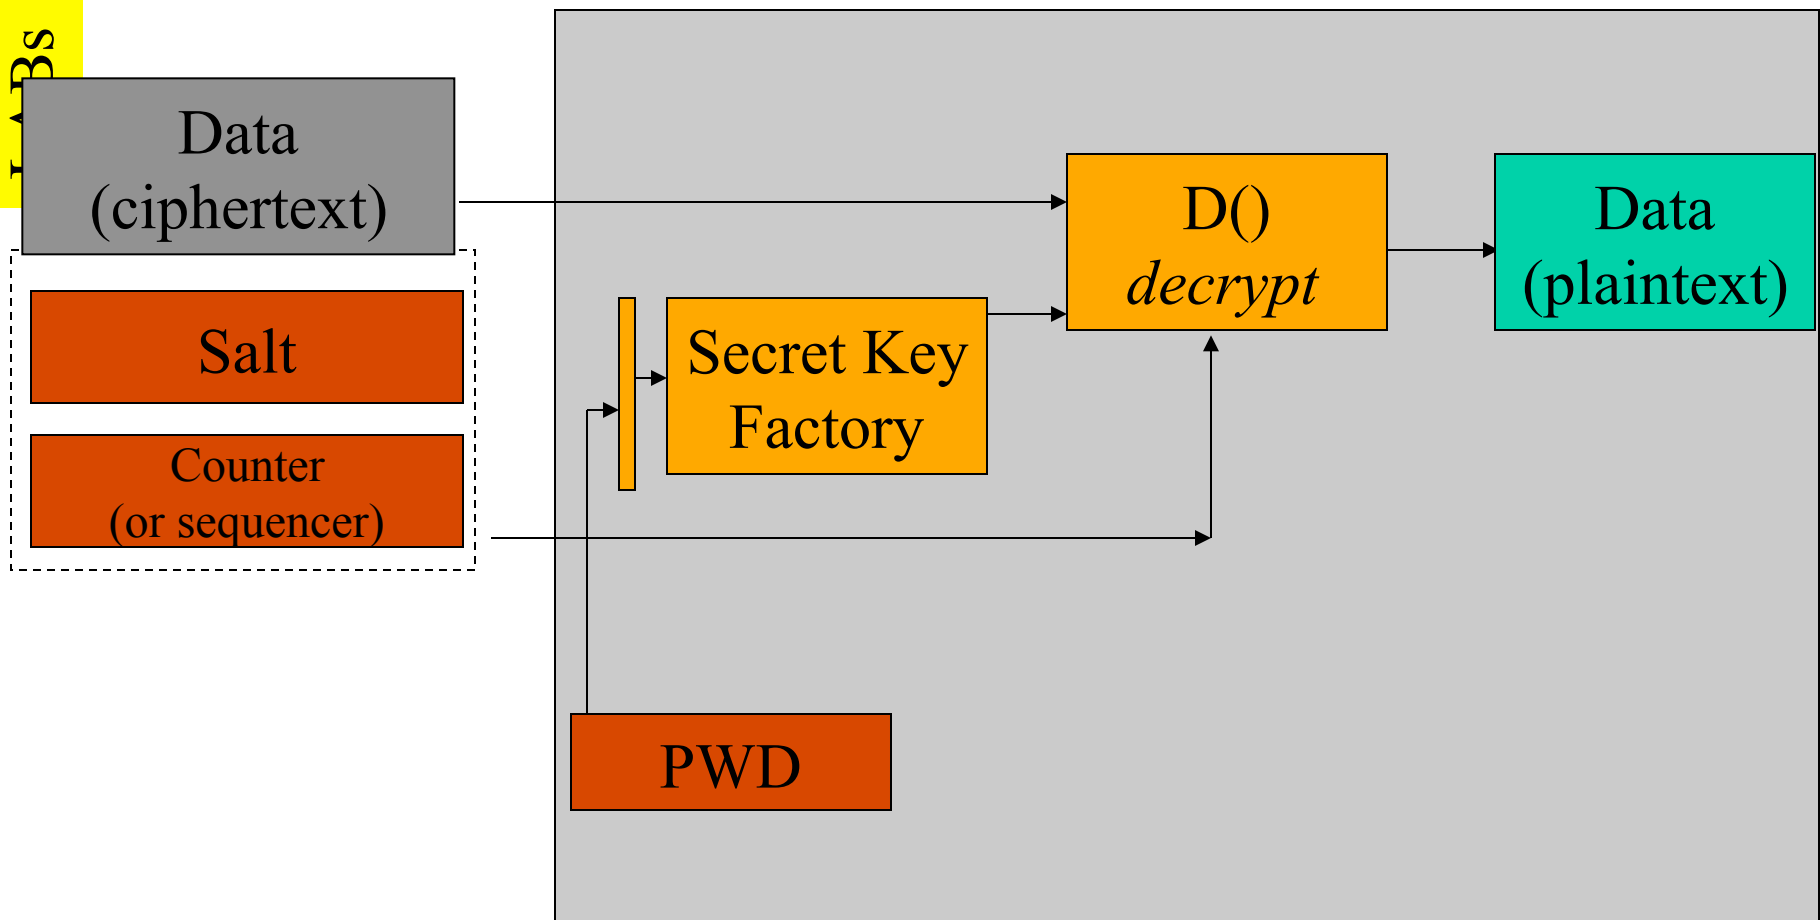 Data
(ciphertext)
Salt
Counter
(or sequencer)
Secret Key
Factory
D()
decrypt
Data
(plaintext)
PWD